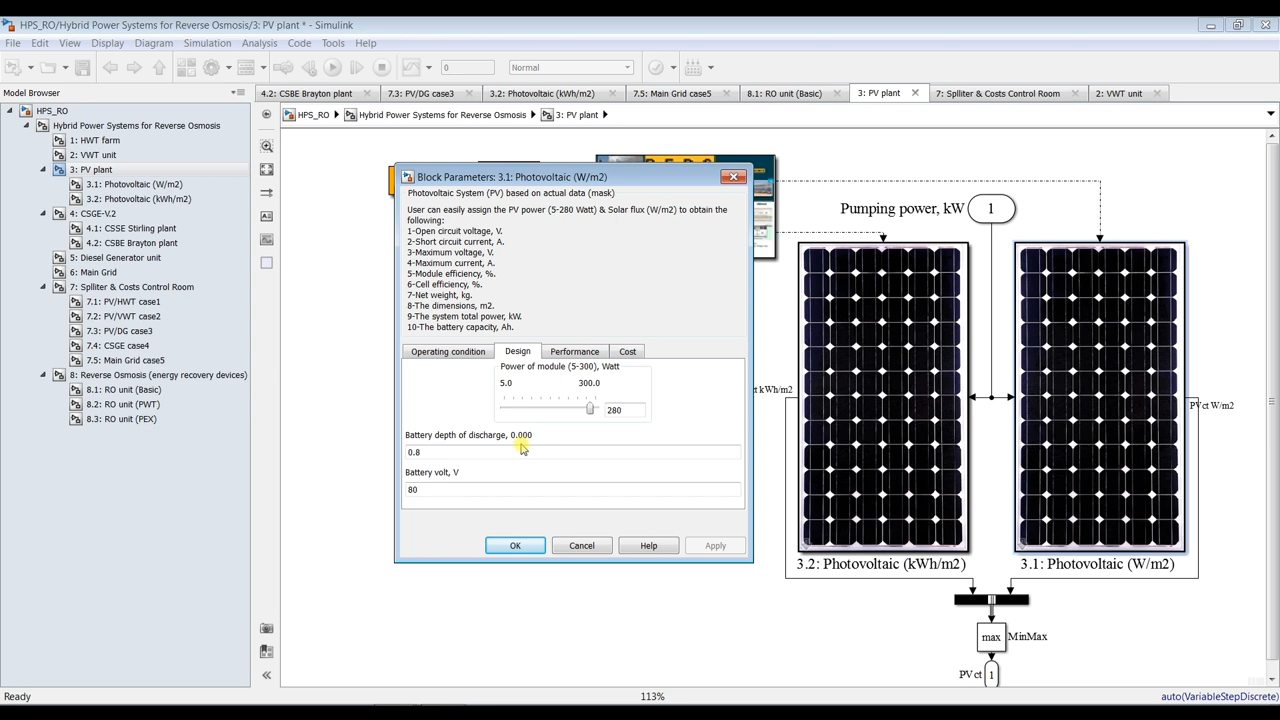 HPS_RO/Hybrid Power Systems for Reverse Osmosis/3: PV plant * - Simulink
File Edit View Display Diagram Simulation Analysis Code Tools Help
0
Normal
Model Browser
4.2: CSBE Brayton plant
7.3: PV/DG case3
3.2: Photovoltaic (kWh/m2)
7.5: Main Grid case5
8.1: RO unit (Basic)
3: PV plant
7: Splliter & Costs Control Room
2: VWT unit
HPS_RO
Hybrid Power Systems for Reverse Osmosis
3: PV plant
HPS_RO
Hybrid Power Systems for Reverse Osmosis
1: HWT farm
2: VWT unit
3: PV plant
3.1: Photovoltaic (W/m2)
3.2: Photovoltaic (kWh/m2)
4: CSGE-V.2
4.1: CSSE Stirling plant
4.2: CSBE Brayton plant
5: Diesel Generator unit
6: Main Grid
7: Splliter & Costs Control Room
7.1: PV/HWT case1
7.2: PV/VWT case2
7.3: PV/DG case3
7.4: CSGE case4
7.5: Main Grid case5
8: Reverse Osmosis (energy recovery devices)
8.1: RO unit (Basic)
8.2: RO unit (PWT)
8.3: RO unit (PEX)
Block Parameters: 3.1: Photovoltaic (W/m2)
Photovoltaic System (PV) based on actual data (mask)
User can easily assign the PV power (5-280 Watt) & Solar flux (W/m2) to obtain the
following:
1-Open circuit voltage, V.
2-Short circuit current, A.
3-Maximum voltage, V.
4-Maximum current, A.
5-Module efficiency, %.
6-Cell efficiency, %.
7-Net weight, kg.
8-The dimensions, m2.
9-The system total power, kW.
10-The battery capacity, Ah.
Operating condition
Design
Performance
Cost
Power of module (5-300), Watt
5.0 300.0
280
Battery depth of discharge, 0.000
0.8
Battery volt, V
80
OK
Cancel
Help
Apply
Pumping power, kW
1
kWh/m2
PVct W/m2
3.2: Photovoltaic (kWh/m2)
3.1: Photovoltaic (W/m2)
max
MinMax
PVct
1
Ready
113%
auto(VariableStepDiscrete)